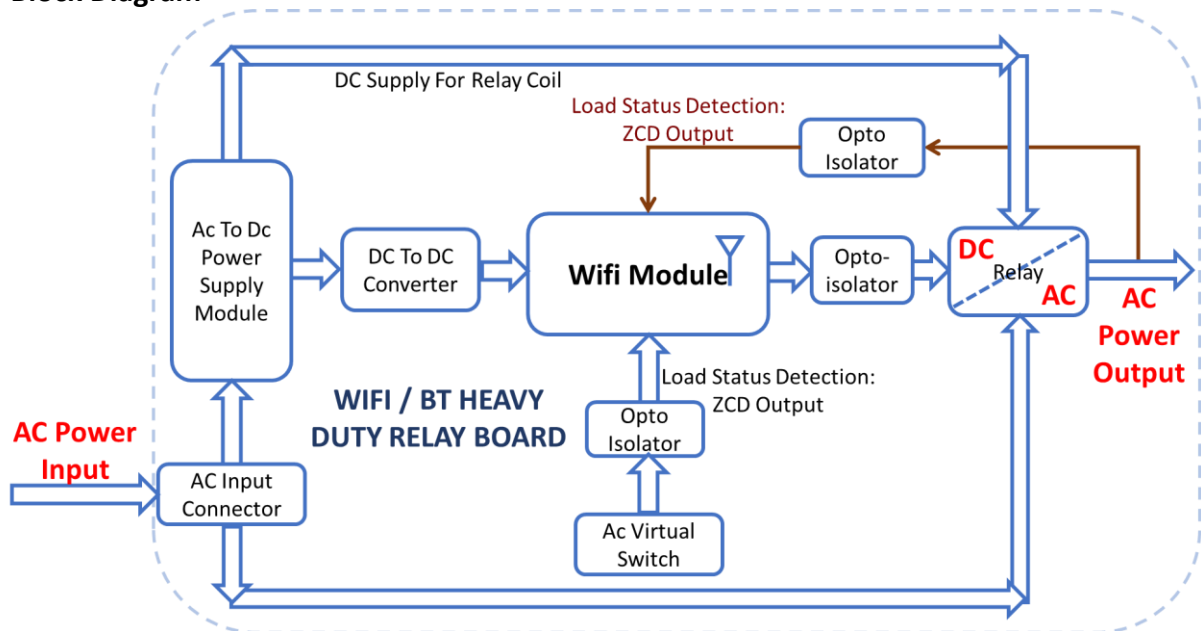 Block Diagram
DC Supply For Relay Coil
Load Status Detection:
ZCD Output
Opto
Isolator
Ac To Dc
Power
Supply
Module
DC To DC
Converter
Wifi Module
Opto-
isolator
DC
Relay
AC
AC
Power
Output
Load Status Detection:
ZCD Output
WIFI / BT HEAVY
DUTY RELAY BOARD
Opto
Isolator
AC Power
Input
AC Input
Connector
Ac Virtual
Switch